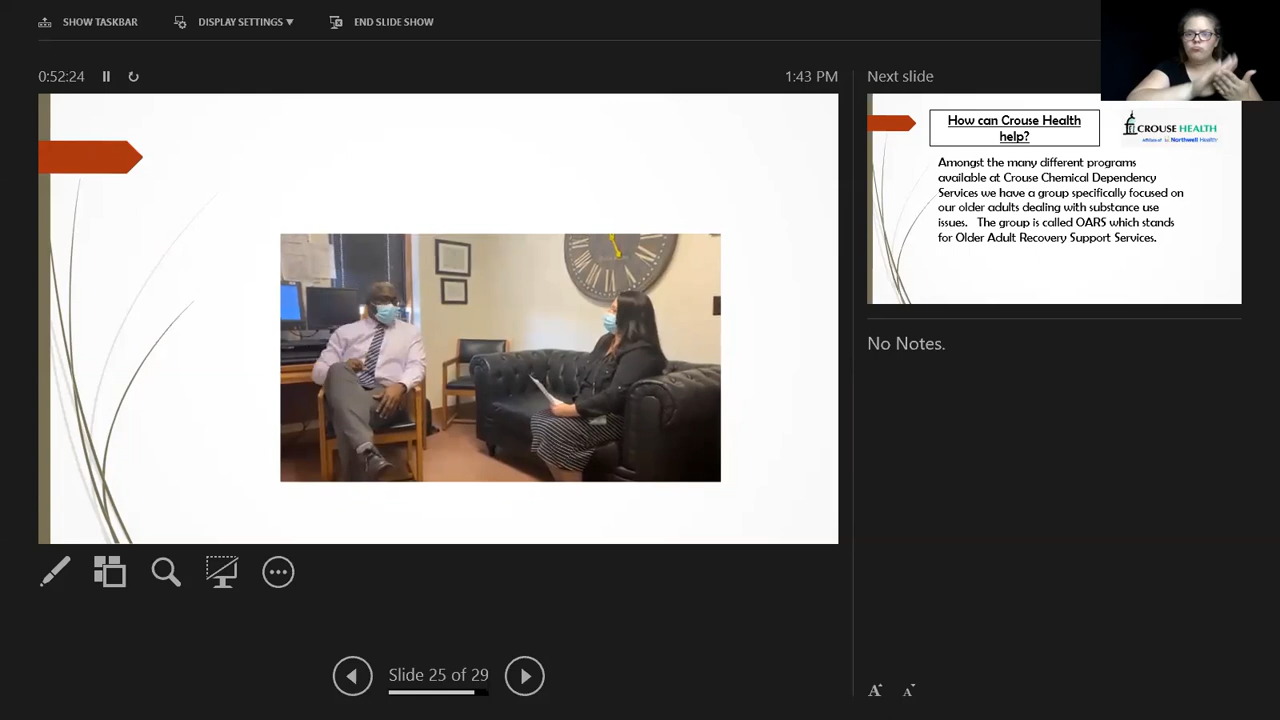 SHOW TASKBAR
DISPLAY SETTINGS ▼
END SLIDE SHOW
0:52:24
1:43 PM
Next slide
How can Crouse Health
help?
CROUSE HEALTH
Northwell Health
Amongst the many different programs
available at Crouse Chemical Dependency
Services we have a group specifically focused on
our older adults dealing with substance use
issues. The group is called OARS which stands
for Older Adult Recovery Support Services.
No Notes.
Slide 25 of 29
A A